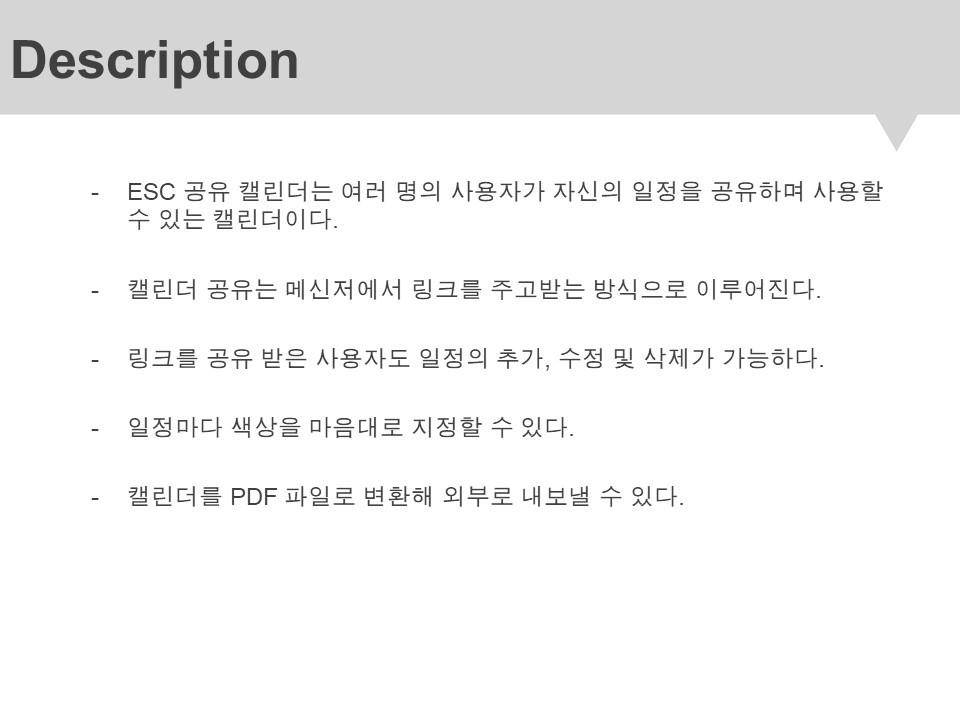 Description
- ESC 공유 캘린더는 여러 명의 사용자가 자신의 일정을 공유하며 사용할
수 있는 캘린더이다.
- 캘린더 공유는 메신저에서 링크를 주고받는 방식으로 이루어진다.
- 링크를 공유 받은 사용자도 일정의 추가, 수정 및 삭제가 가능하다.
- 일정마다 색상을 마음대로 지정할 수 있다.
- 캘린더를 PDF 파일로 변환해 외부로 내보낼 수 있다.